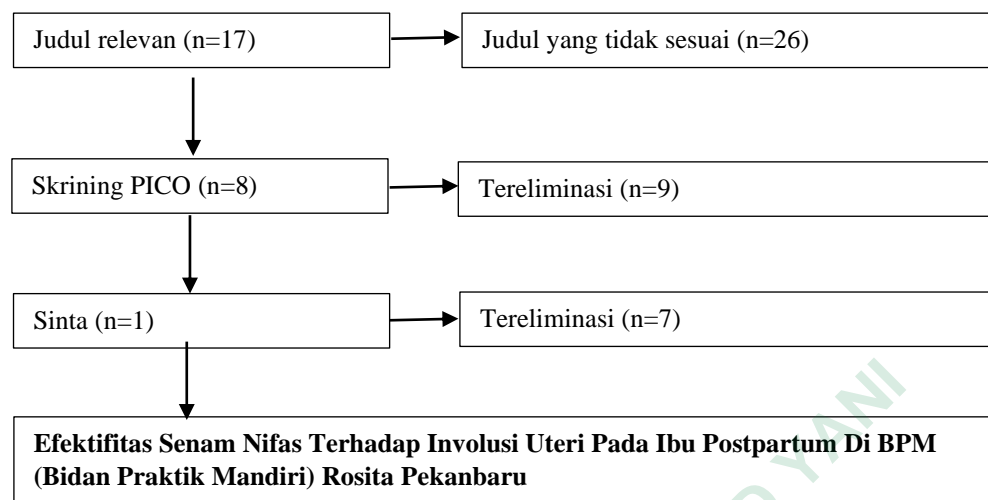 Judul relevan (n=17)
Judul yang tidak sesuai (n=26)
Skrining PICO (n=8)
Tereliminasi (n=9)
Sinta (n=1)
Tereliminasi (n=7)
Efektifitas Senam Nifas Terhadap Involusi Uteri Pada Ibu Postpartum Di BPM
(Bidan Praktik Mandiri) Rosita Pekanbaru
YANI